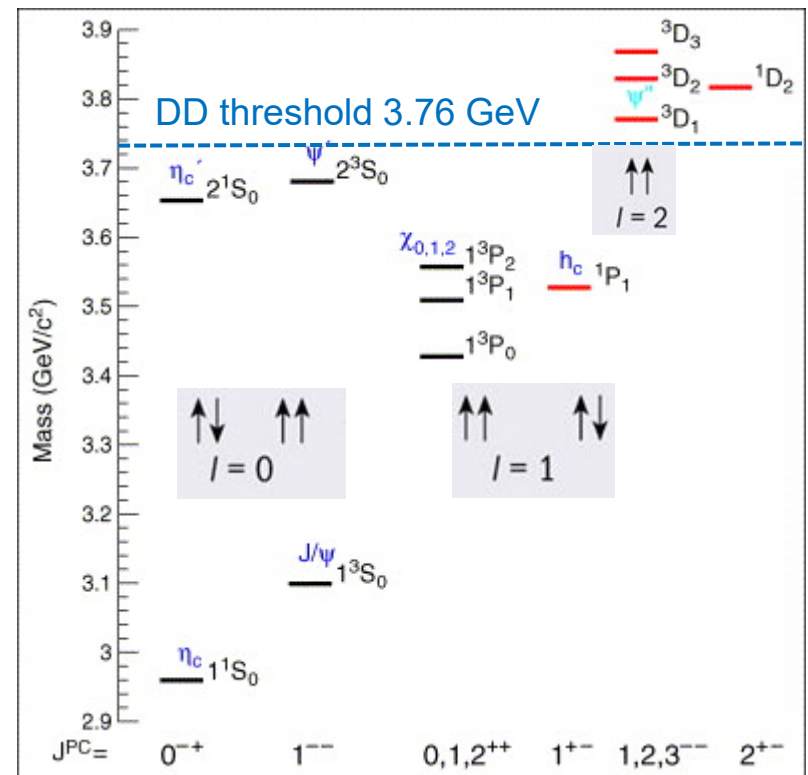 3.9
3.8
3.7
3.6
3.5
3.4
3.3
3.2
3.1
3
2.9
Mass (GeV/c²)
DD threshold 3.76 GeV
³D₃
³D₂
ψ''
³D₁
¹D₂
↑↑
l = 2
ηc´ 2¹S₀
ψ´ 2³S₀
χ₀,₁,₂ 1³P₂
1³P₁
1³P₀
hc ¹P₁
↑↓ ↑↑
l = 0
↑↑ ↑↓
l = 1
J/ψ 1³S₀
ηc 1¹S₀
Jᴾᶜ= 0⁻⁺ 1⁻⁻ 0,1,2⁺⁺ 1⁺⁻ 1,2,3⁻⁻ 2⁺⁻